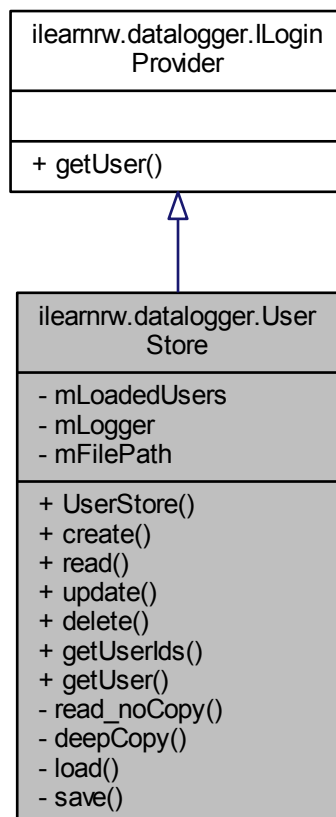 ilearnrw.datalogger.ILogin
Provider
+ getUser()
ilearnrw.datalogger.User
Store
- mLoadedUsers
- mLogger
- mFilePath
+ UserStore()
+ create()
+ read()
+ update()
+ delete()
+ getUserIds()
+ getUser()
- read_noCopy()
- deepCopy()
- load()
- save()